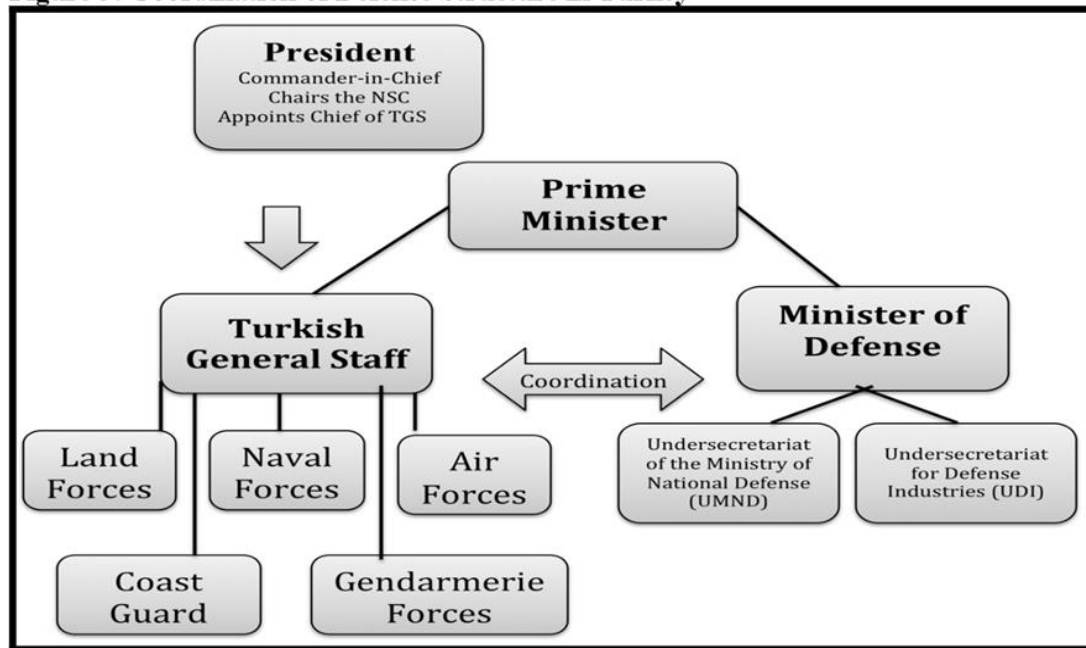 President
Commander-in-Chief
Chairs the NSC
Appoints Chief of TGS
Prime
Minister
Turkish
General Staff
Minister of
Defense
Coordination
Land
Forces
Naval
Forces
Air
Forces
Undersecretariat
of the Ministry of
National Defense
(UMND)
Undersecretariat
for Defense
Industries (UDI)
Coast
Guard
Gendarmerie
Forces